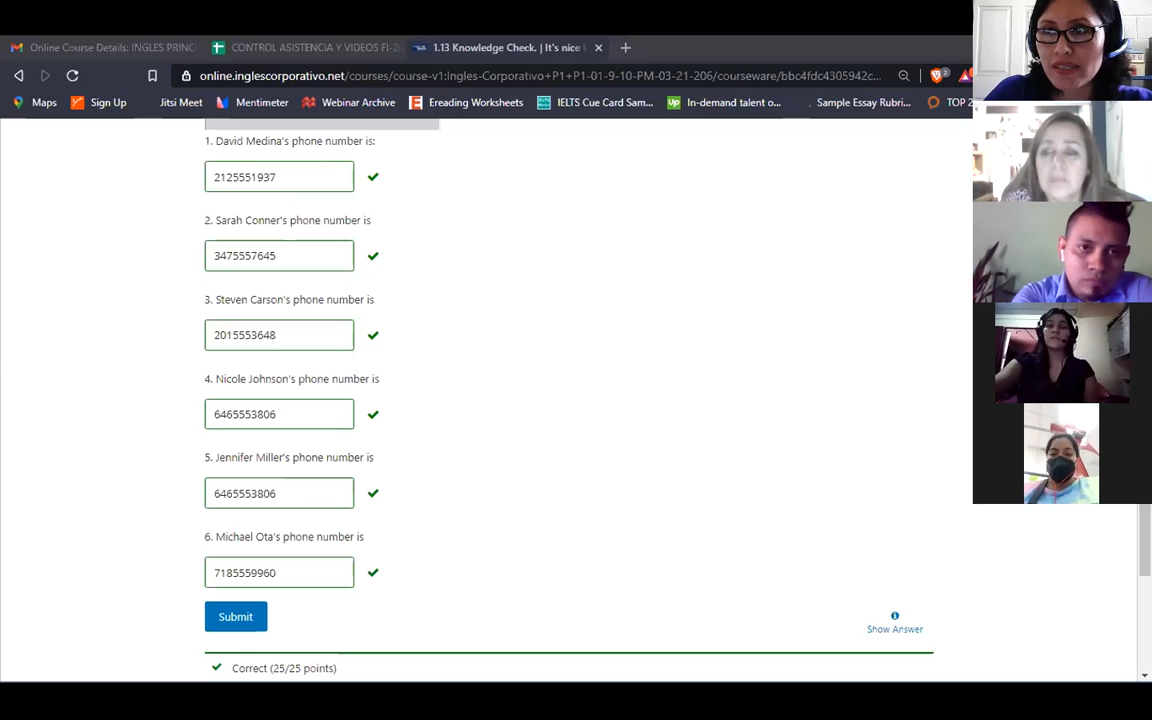 Online Course Details: INGLES PRINC
CONTROL ASISTENCIA Y VIDEOS FI-2
1.13 Knowledge Check. | It's nice t
online.inglescorporativo.net/courses/course-v1:Ingles-Corporativo+P1+P1-01-9-10-PM-03-21-206/courseware/bbc4fdc4305942c...
2
Maps
Sign Up
Jitsi Meet
Mentimeter
Webinar Archive
Ereading Worksheets
IELTS Cue Card Sam...
In-demand talent o...
Sample Essay Rubri...
TOP 2
1. David Medina's phone number is:
2125551937
2. Sarah Conner's phone number is
3475557645
3. Steven Carson's phone number is
2015553648
4. Nicole Johnson's phone number is
6465553806
5. Jennifer Miller's phone number is
6465553806
6. Michael Ota's phone number is
7185559960
Submit
Show Answer
Correct (25/25 points)